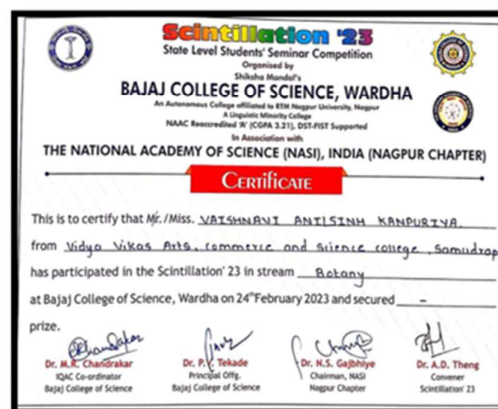 Scintillation '23
State Level Students' Seminar Competition
Organised by
Shiksha Mandal's
BAJAJ COLLEGE OF SCIENCE, WARDHA
An Autonomous College affiliated to RTM Nagpur University, Nagpur
A Linguistic Minority College
NAAC Reaccredited 'A' (CGPA 3.21), DST-FIST Supported
In Association with
THE NATIONAL ACADEMY OF SCIENCE (NASI), INDIA (NAGPUR CHAPTER)
CERTIFICATE
This is to certify that Mr./Miss. VAISHNAVI ANILSINH KANPURIYA.
from Vidya Vikas Arts, commerce and science college, Samudrap
has participated in the Scintillation' 23 in stream Botany
at Bajaj College of Science, Wardha on 24th February 2023 and secured -
prize.
Dr. M.R. Chandrakar Dr. P. Tekade Dr. N.S. Gajbhiye Dr. A.D. Theng
IQAC Co-ordinator Principal Offg. Chairman, NASI Convener
Bajaj College of Science Bajaj College of Science Nagpur Chapter Scintillation' 23